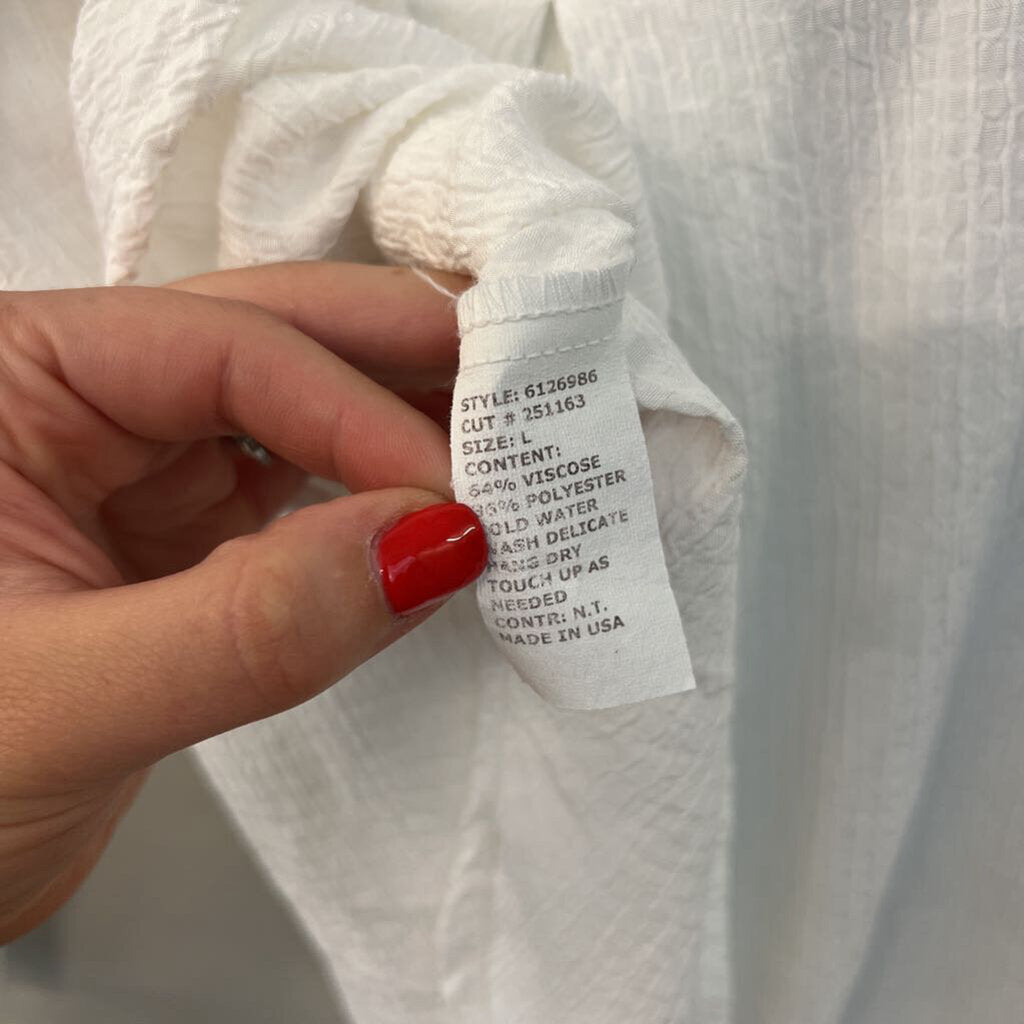 STYLE: 6126986
CUT # 251163
SIZE: L
CONTENT:
64% VISCOSE
36% POLYESTER
COLD WATER
WASH DELICATE
HANG DRY
TOUCH UP AS
NEEDED
CONTR: N.T.
MADE IN USA